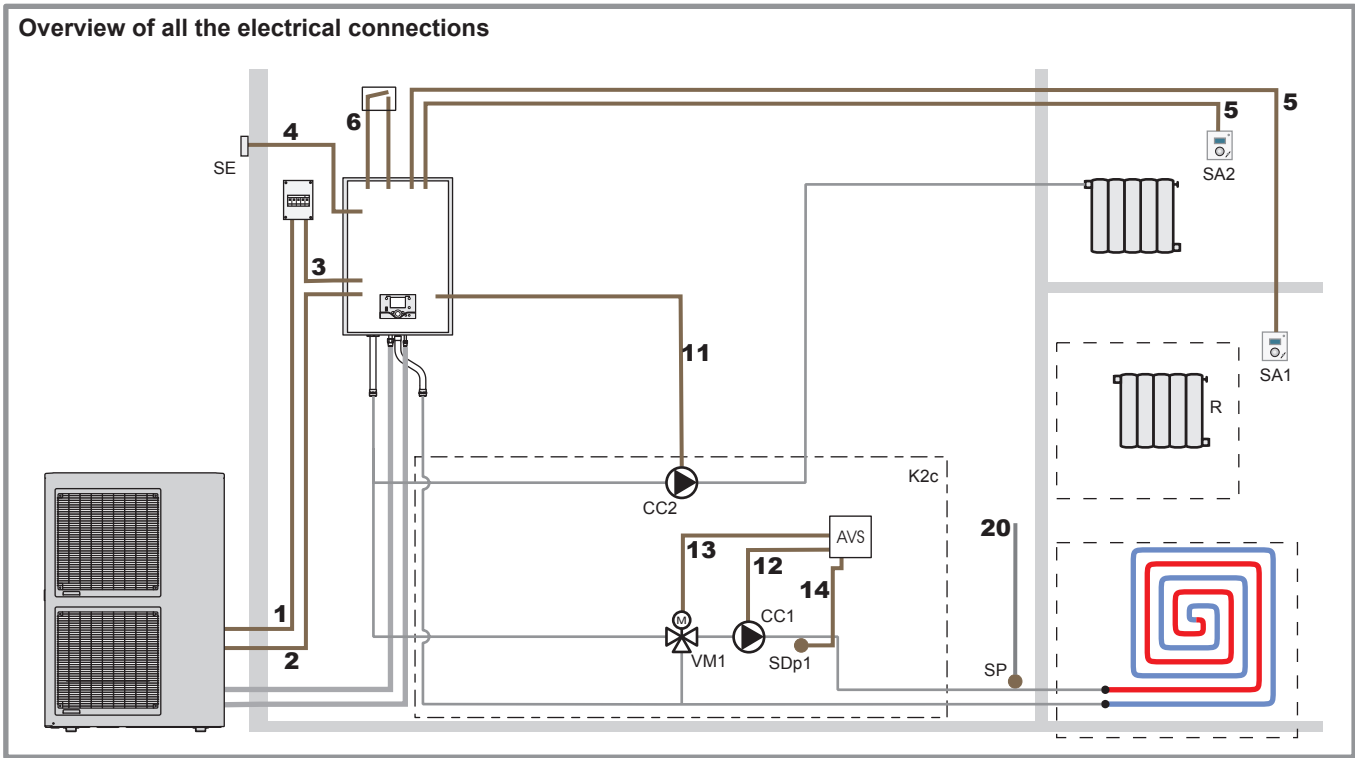 Overview of all the electrical connections
6
5
5
4
SE
SA2
3
11
SA1
R
K2c
CC2
AVS
20
13
12
14
1
CC1
M
2
VM1
SDp1
SP